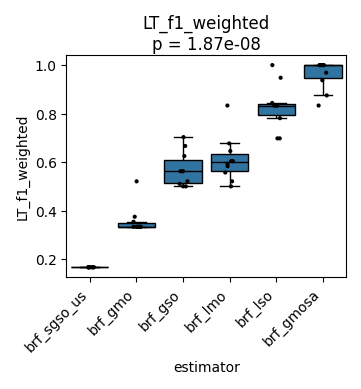 LT_f1_weighted
p = 1.87e-08
LT_f1_weighted
1.0
0.8
0.6
0.4
0.2
brf_sgso_us
brf_gmo
brf_gso
brf_lmo
brf_lso
brf_gmosa
estimator